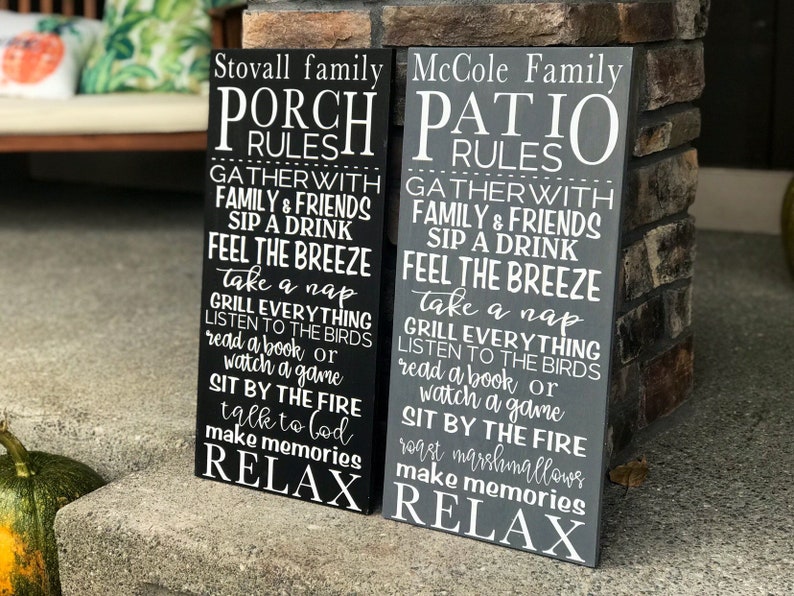 Stovall family
PORCH
RULES
GATHER WITH
FAMILY & FRIENDS
SIP A DRINK
FEEL THE BREEZE
take a nap
GRILL EVERYTHING
LISTEN TO THE BIRDS
read a book or
watch a game
SIT BY THE FIRE
talk to God
make memories
RELAX
McCole Family
PATIO
RULES
GATHER WITH
FAMILY & FRIENDS
SIP A DRINK
FEEL THE BREEZE
take a nap
GRILL EVERYTHING
LISTEN TO THE BIRDS
read a book or
watch a game
SIT BY THE FIRE
roast marshmallows
make memories
RELAX